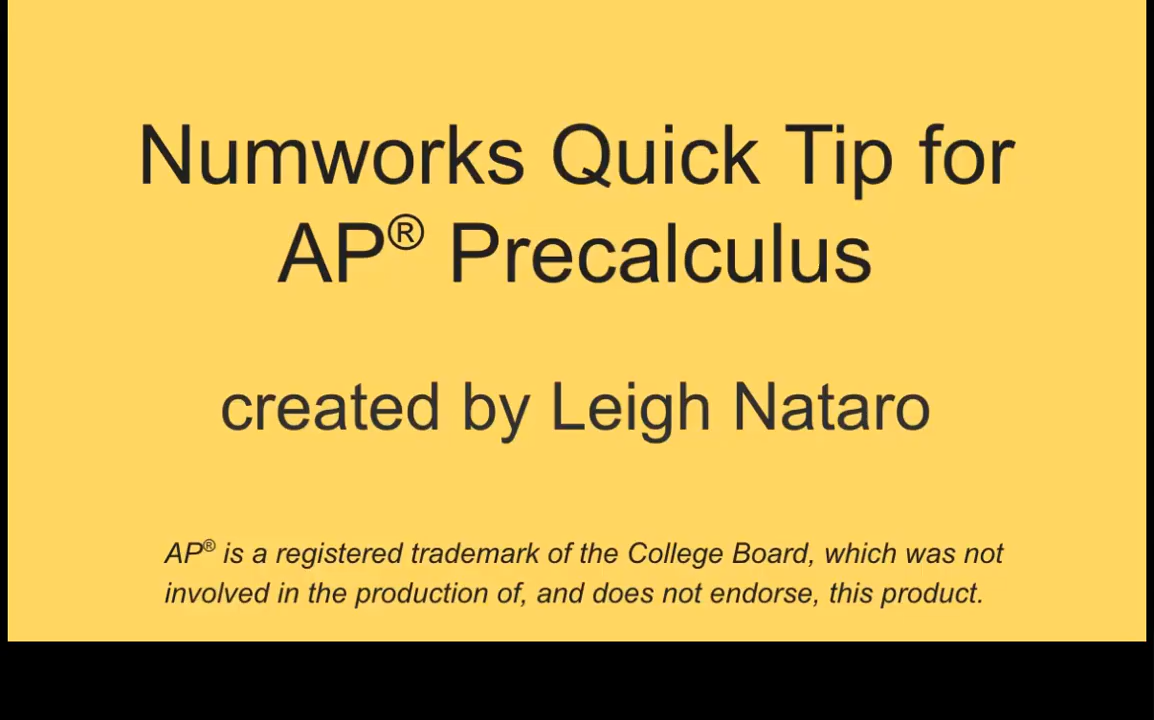 Numworks Quick Tip for
AP® Precalculus
created by Leigh Nataro
AP® is a registered trademark of the College Board, which was not
involved in the production of, and does not endorse, this product.